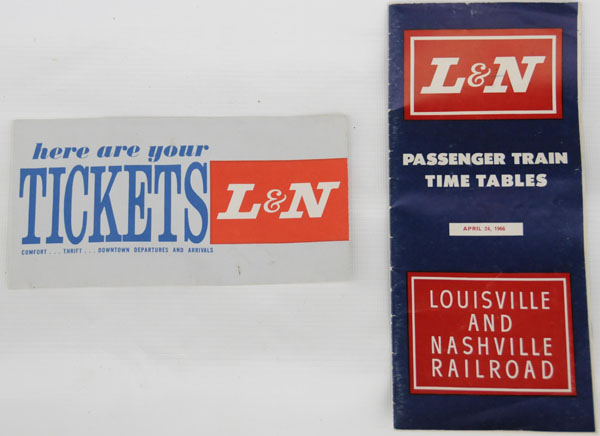 here are your
TICKETS
L&N
COMFORT . . . THRIFT . . . DOWNTOWN DEPARTURES AND ARRIVALS
L&N
PASSENGER TRAIN
TIME TABLES
APRIL 24, 1966
LOUISVILLE
AND
NASHVILLE
RAILROAD